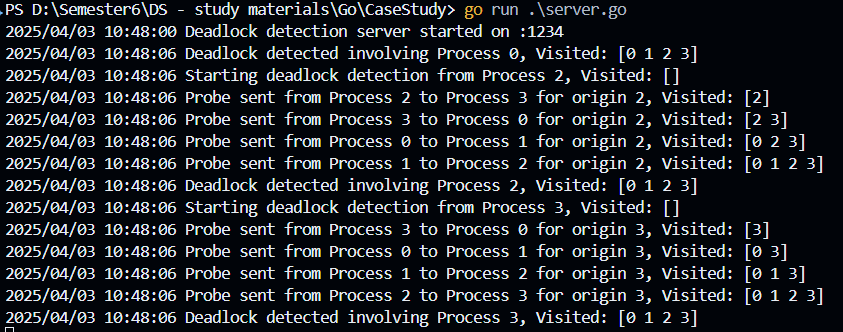 PS D:\Semester6\DS - study materials\Go\CaseStudy> go run .\server.go
2025/04/03 10:48:00 Deadlock detection server started on :1234
2025/04/03 10:48:06 Deadlock detected involving Process 0, Visited: [0 1 2 3]
2025/04/03 10:48:06 Starting deadlock detection from Process 2, Visited: []
2025/04/03 10:48:06 Probe sent from Process 2 to Process 3 for origin 2, Visited: [2]
2025/04/03 10:48:06 Probe sent from Process 3 to Process 0 for origin 2, Visited: [2 3]
2025/04/03 10:48:06 Probe sent from Process 0 to Process 1 for origin 2, Visited: [0 2 3]
2025/04/03 10:48:06 Probe sent from Process 1 to Process 2 for origin 2, Visited: [0 1 2 3]
2025/04/03 10:48:06 Deadlock detected involving Process 2, Visited: [0 1 2 3]
2025/04/03 10:48:06 Starting deadlock detection from Process 3, Visited: []
2025/04/03 10:48:06 Probe sent from Process 3 to Process 0 for origin 3, Visited: [3]
2025/04/03 10:48:06 Probe sent from Process 0 to Process 1 for origin 3, Visited: [0 3]
2025/04/03 10:48:06 Probe sent from Process 1 to Process 2 for origin 3, Visited: [0 1 3]
2025/04/03 10:48:06 Probe sent from Process 2 to Process 3 for origin 3, Visited: [0 1 2 3]
2025/04/03 10:48:06 Deadlock detected involving Process 3, Visited: [0 1 2 3]